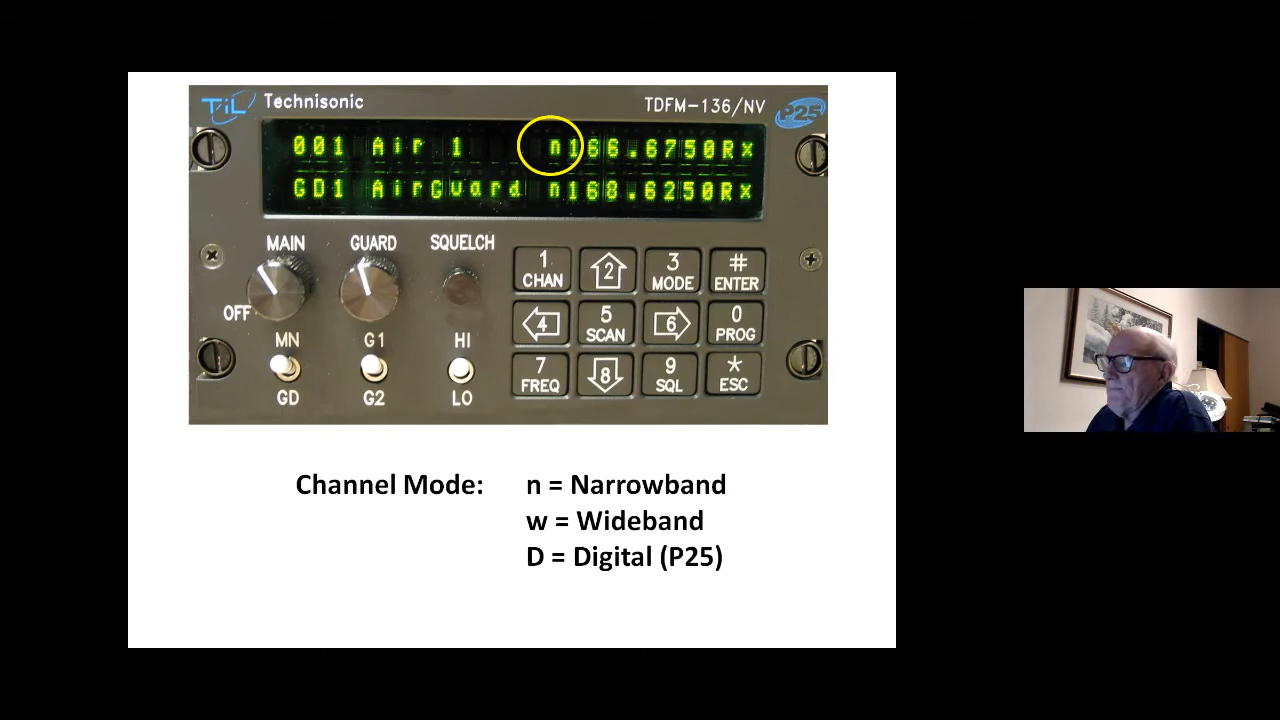 TiL Technisonic TDFM-136/NV P25
001 Air 1 n166.6750Rx
GD1 AirGuard n168.6250Rx
MAIN GUARD SQUELCH
1 CHAN 2 3 MODE # ENTER
OFF
4 5 SCAN 6 0 PROG
MN G1 HI
7 FREQ 8 9 SQL * ESC
GD G2 LO
Channel Mode: n = Narrowband
w = Wideband
D = Digital (P25)